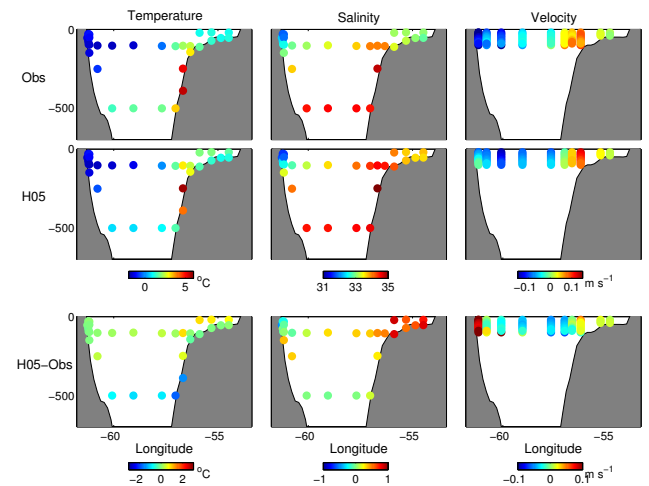 Temperature Salinity Velocity
0
Obs
−500
0
H05
−500
0 5 °C 31 33 35 −0.1 0 0.1 m s⁻¹
0
H05−Obs
−500
−60 −55 −60 −55 −60 −55
Longitude Longitude Longitude
−2 0 2 °C −1 0 1 −0.1 0 0.1 m s⁻¹